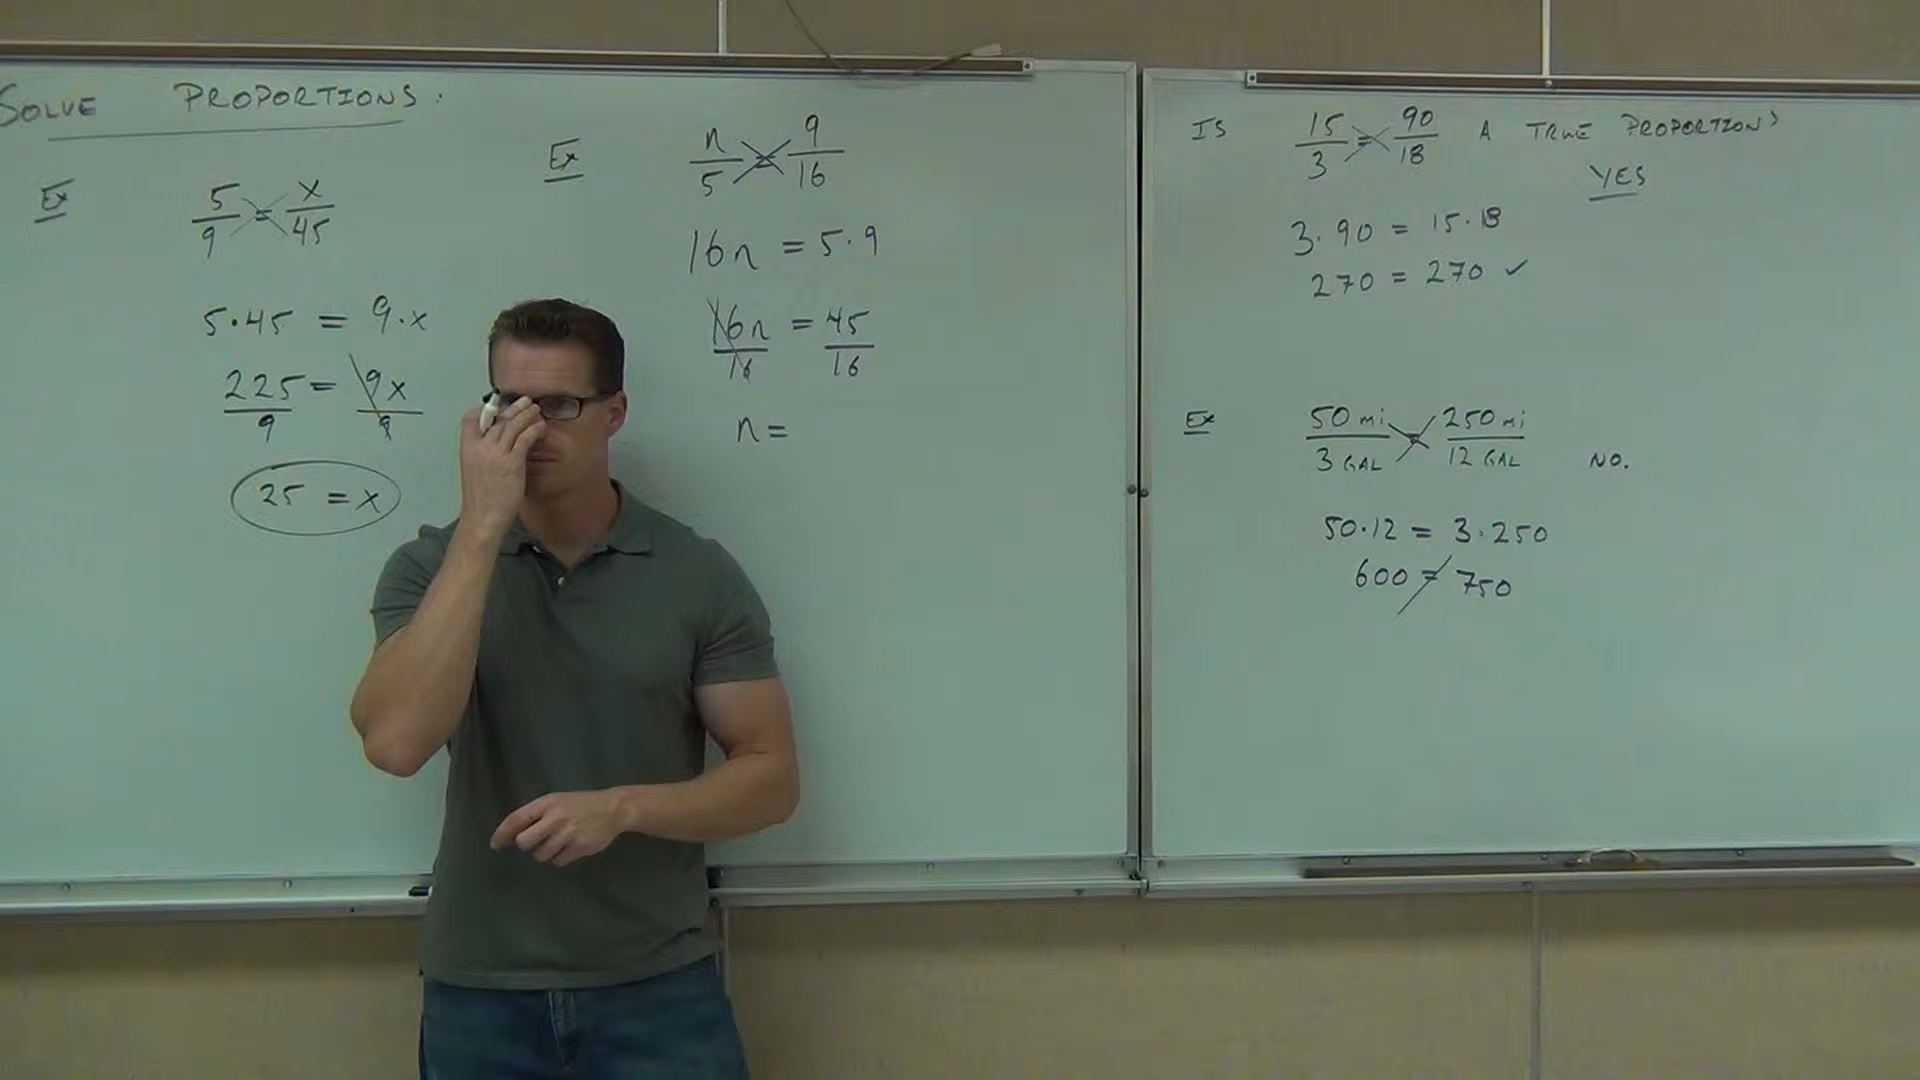 SOLVE PROPORTIONS:
Ex
5/9 = x/45
5·45 = 9·x
225/9 = 9x/9
25 = x
Ex
n/5 = 9/16
16n = 5·9
16n/16 = 45/16
n =
IS 15/3 = 90/18 A TRUE PROPORTION?
YES
3·90 = 15·18
270 = 270 ✓
Ex
50 mi/3 GAL = 250 mi/12 GAL NO.
50·12 = 3·250
600 ≠ 750